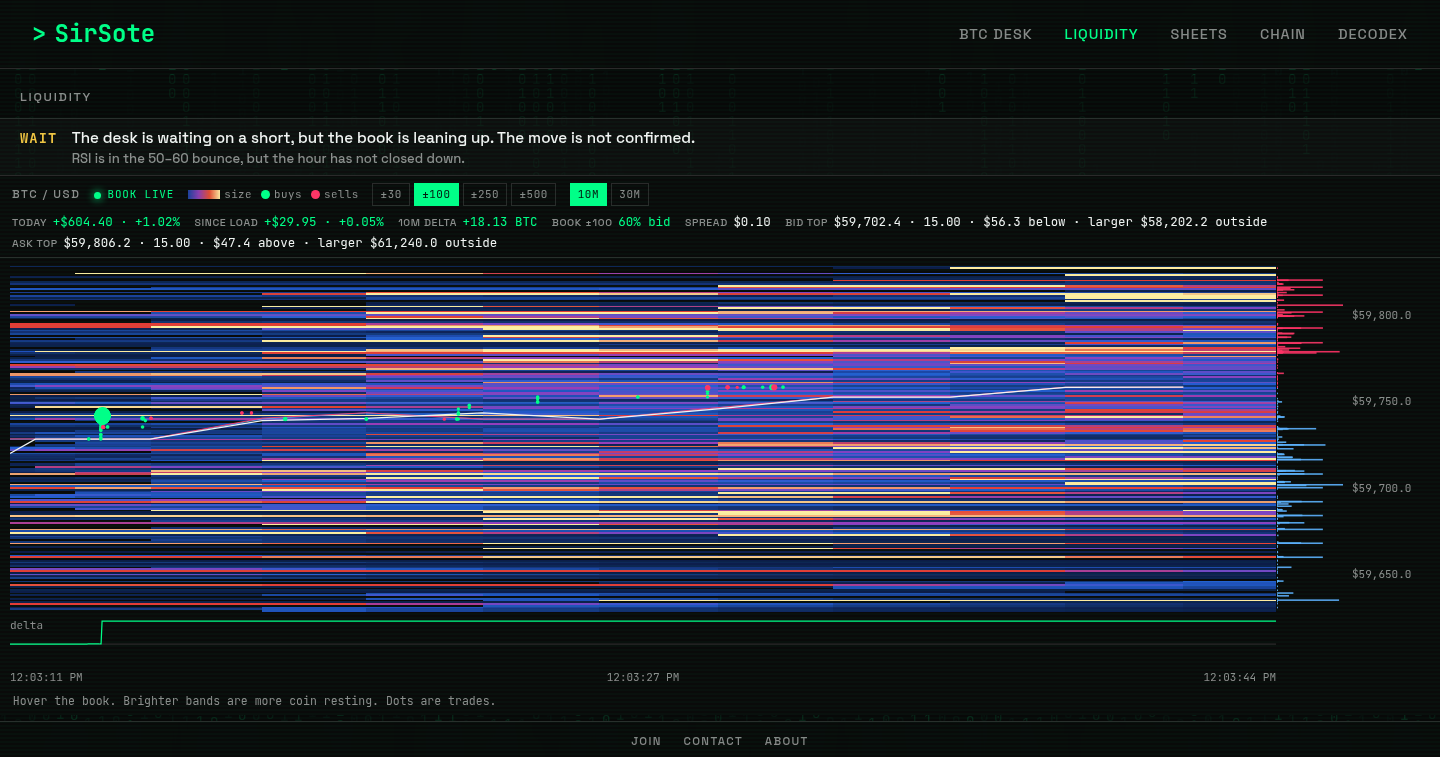 > SirSote
BTC DESK LIQUIDITY SHEETS CHAIN DECODEX
LIQUIDITY
WAIT The desk is waiting on a short, but the book is leaning up. The move is not confirmed.
RSI is in the 50–60 bounce, but the hour has not closed down.
BTC / USD BOOK LIVE size buys sells ±30 ±100 ±250 ±500 10M 30M
TODAY +$604.40 · +1.02% SINCE LOAD +$29.95 · +0.05% 10M DELTA +18.13 BTC BOOK ±100 60% bid SPREAD $0.10 BID TOP $59,702.4 · 15.00 · $56.3 below · larger $58,202.2 outside
ASK TOP $59,806.2 · 15.00 · $47.4 above · larger $61,240.0 outside
$59,800.0
$59,750.0
$59,700.0
$59,650.0
delta
12:03:11 PM 12:03:27 PM 12:03:44 PM
Hover the book. Brighter bands are more coin resting. Dots are trades.
JOIN CONTACT ABOUT